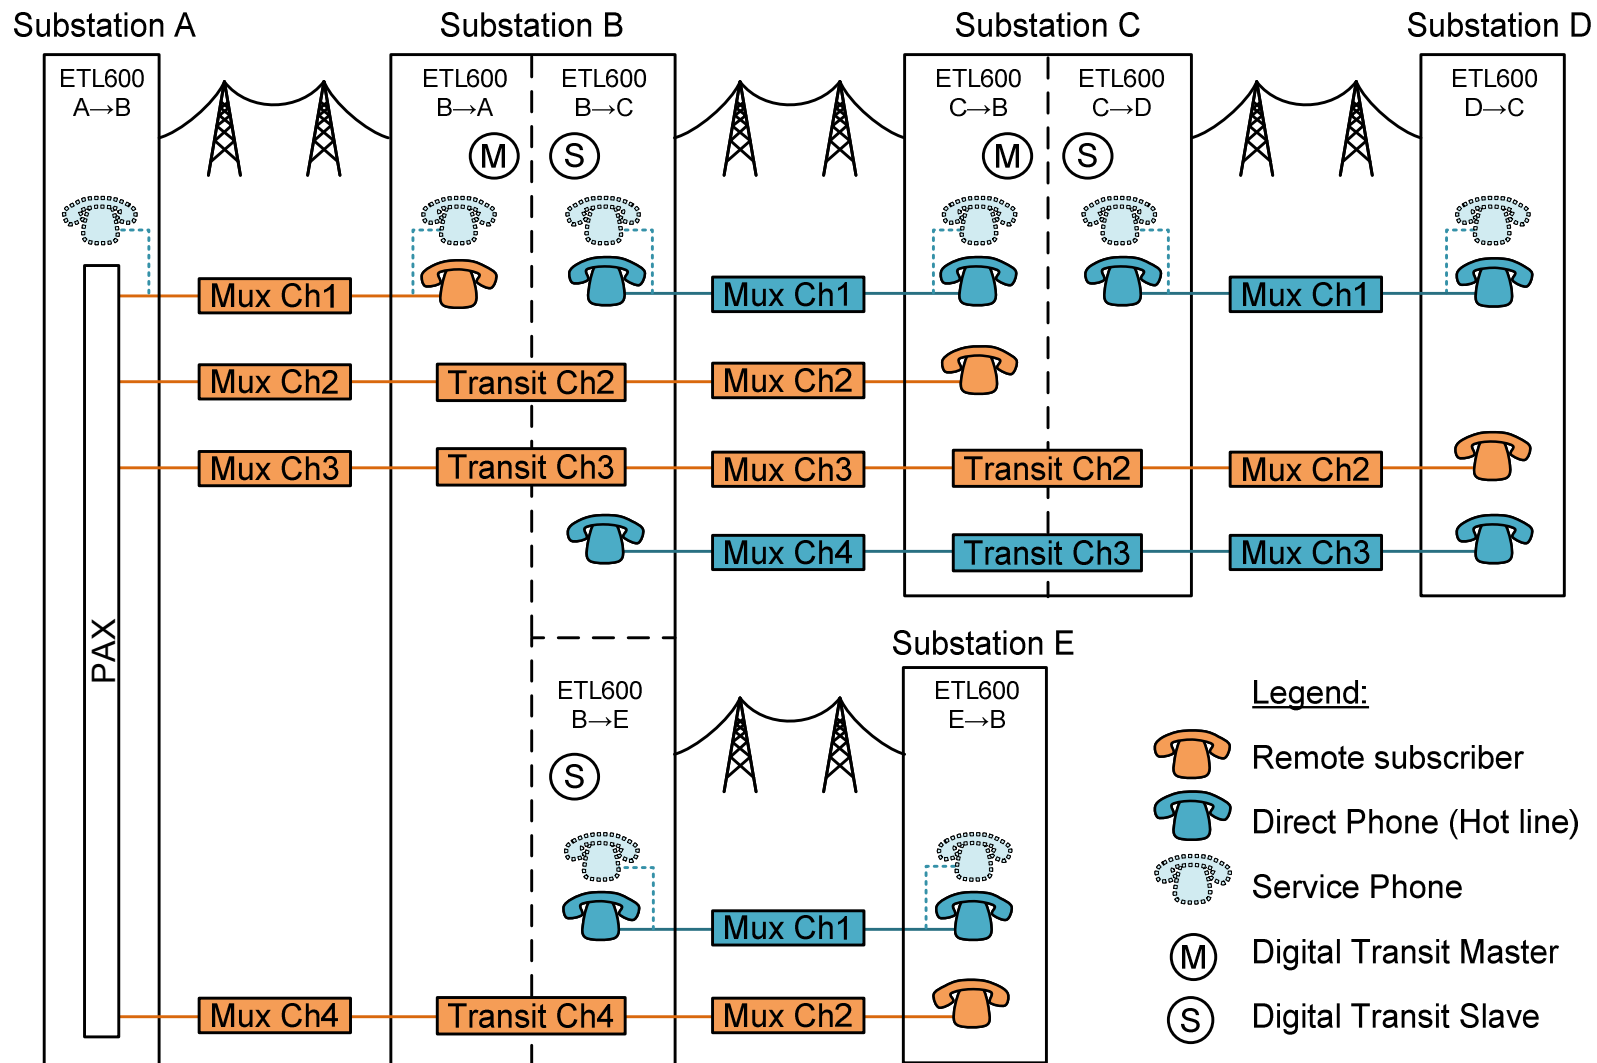 Substation A
Substation B
Substation C
Substation D
ETL600
A→B
ETL600
B→A
ETL600
B→C
ETL600
C→B
ETL600
C→D
ETL600
D→C
M
S
M
S
Mux Ch1
Mux Ch1
Mux Ch1
Mux Ch2
Transit Ch2
Mux Ch2
Mux Ch3
Transit Ch3
Mux Ch3
Transit Ch2
Mux Ch2
Mux Ch4
Transit Ch3
Mux Ch3
PAX
Substation E
ETL600
B→E
ETL600
E→B
S
Mux Ch1
Mux Ch4
Transit Ch4
Mux Ch2
Legend:
Remote subscriber
Direct Phone (Hot line)
Service Phone
M Digital Transit Master
S Digital Transit Slave